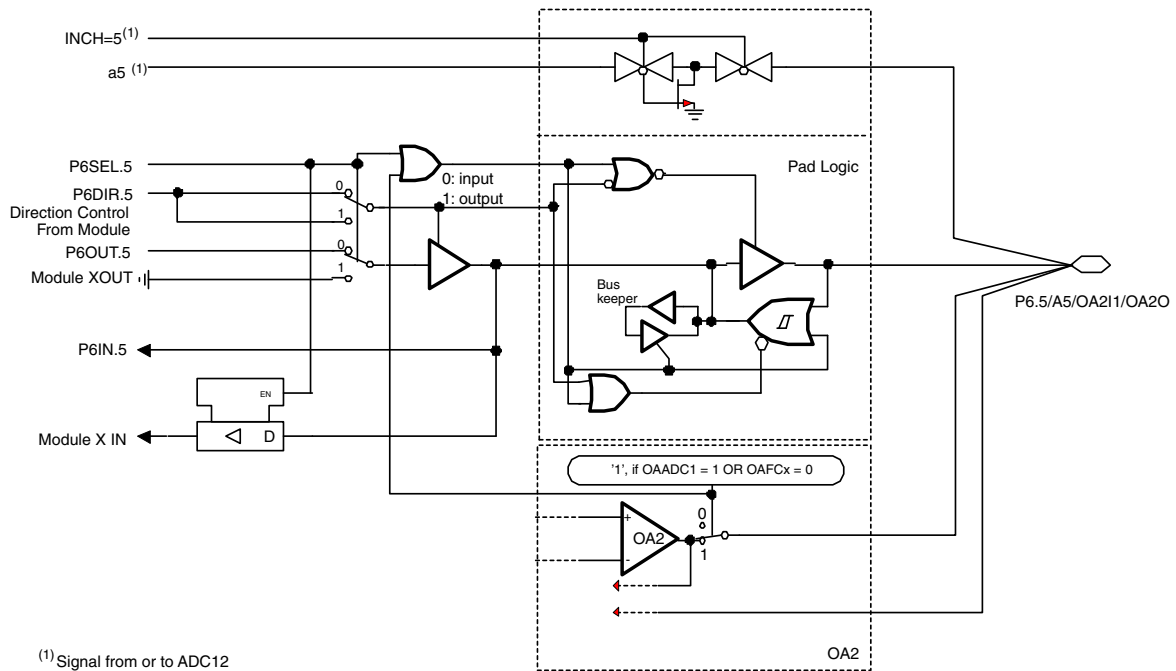 INCH=5(1)
a5 (1)
P6SEL.5
P6DIR.5
Direction Control
From Module
P6OUT.5
Module XOUT
P6IN.5
Module X IN
0
1
0
1
EN
D
0: input
1: output
Pad Logic
Bus
keeper
P6.5/A5/OA2I1/OA2O
'1', if OAADC1 = 1 OR OAFCx = 0
+
-
OA2
0
1
OA2
(1) Signal from or to ADC12